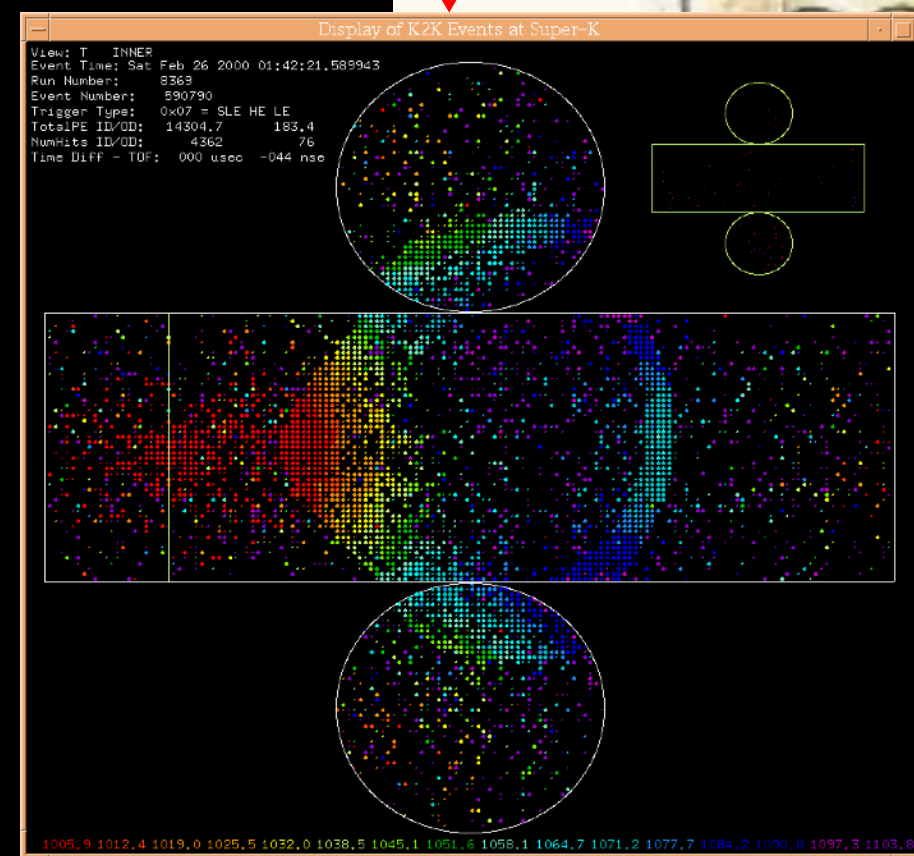 Display of K2K Events at Super-K
View: T INNER
Event Time: Sat Feb 26 2000 01:42:21.589943
Run Number: 8369
Event Number: 590790
Trigger Type: 0x07 = SLE HE LE
TotalPE ID/OD: 14304.7 183.4
NumHits ID/OD: 4362 76
Time Diff - TOF: 000 usec -044 nse
1005.9 1012.4 1019.0 1025.5 1032.0 1038.5 1045.1 1051.6 1058.1 1064.7 1071.2 1077.7 1084.2 1090.8 1097.3 1103.8